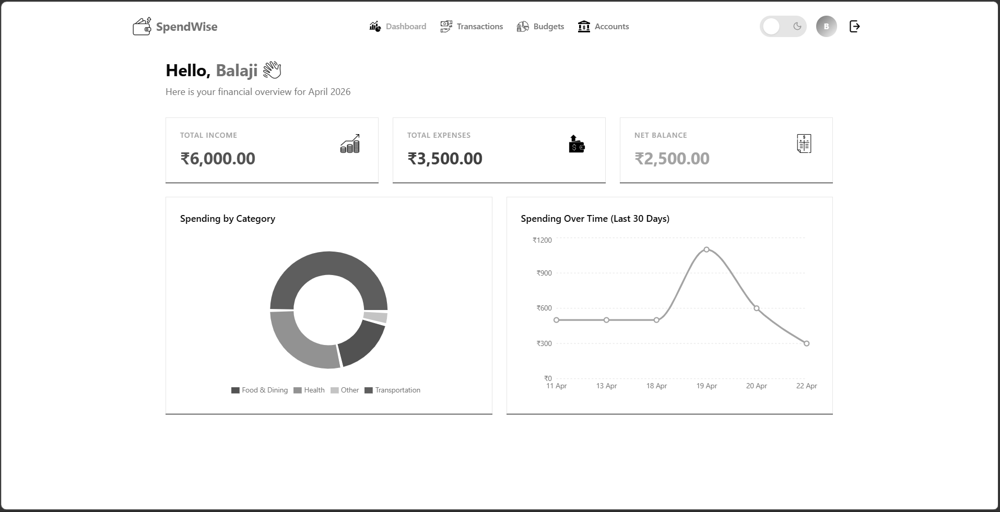 SpendWise
Dashboard Transactions Budgets Accounts
B
Hello, Balaji
Here is your financial overview for April 2026
TOTAL INCOME
₹6,000.00
TOTAL EXPENSES
$
₹3,500.00
NET BALANCE
$
₹2,500.00
Spending by Category
Food & Dining Health Other Transportation
Spending Over Time (Last 30 Days)
₹1200
₹900
₹600
₹300
₹0
11 Apr 13 Apr 18 Apr 19 Apr 20 Apr 22 Apr